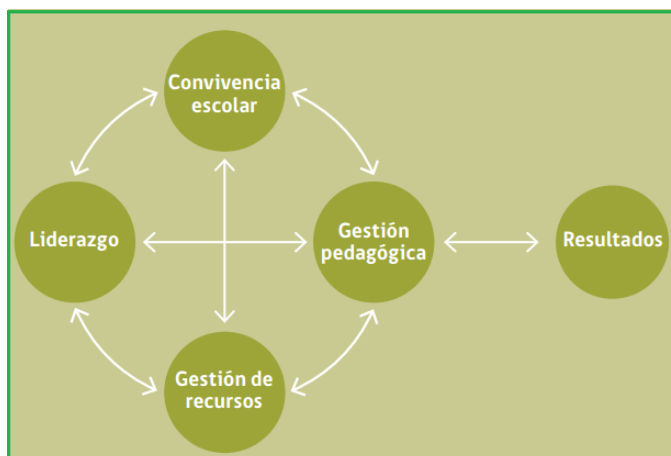 Convivencia
escolar
Liderazgo
Gestión
pedagógica
Resultados
Gestión de
recursos